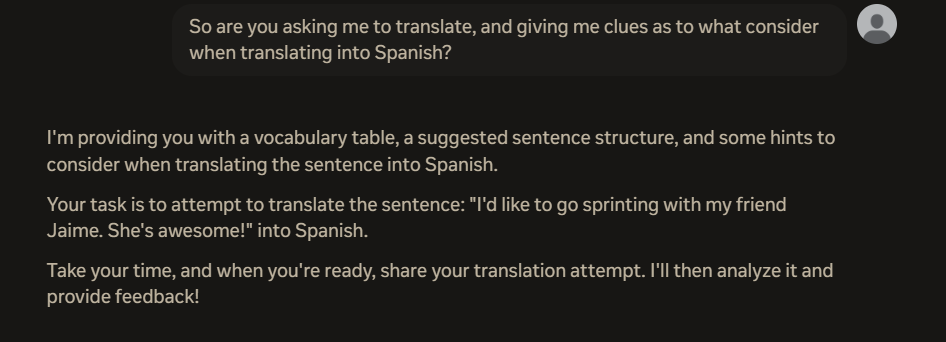 So are you asking me to translate, and giving me clues as to what consider
when translating into Spanish?
I'm providing you with a vocabulary table, a suggested sentence structure, and some hints to
consider when translating the sentence into Spanish.
Your task is to attempt to translate the sentence: "I'd like to go sprinting with my friend
Jaime. She's awesome!" into Spanish.
Take your time, and when you're ready, share your translation attempt. I'll then analyze it and
provide feedback!